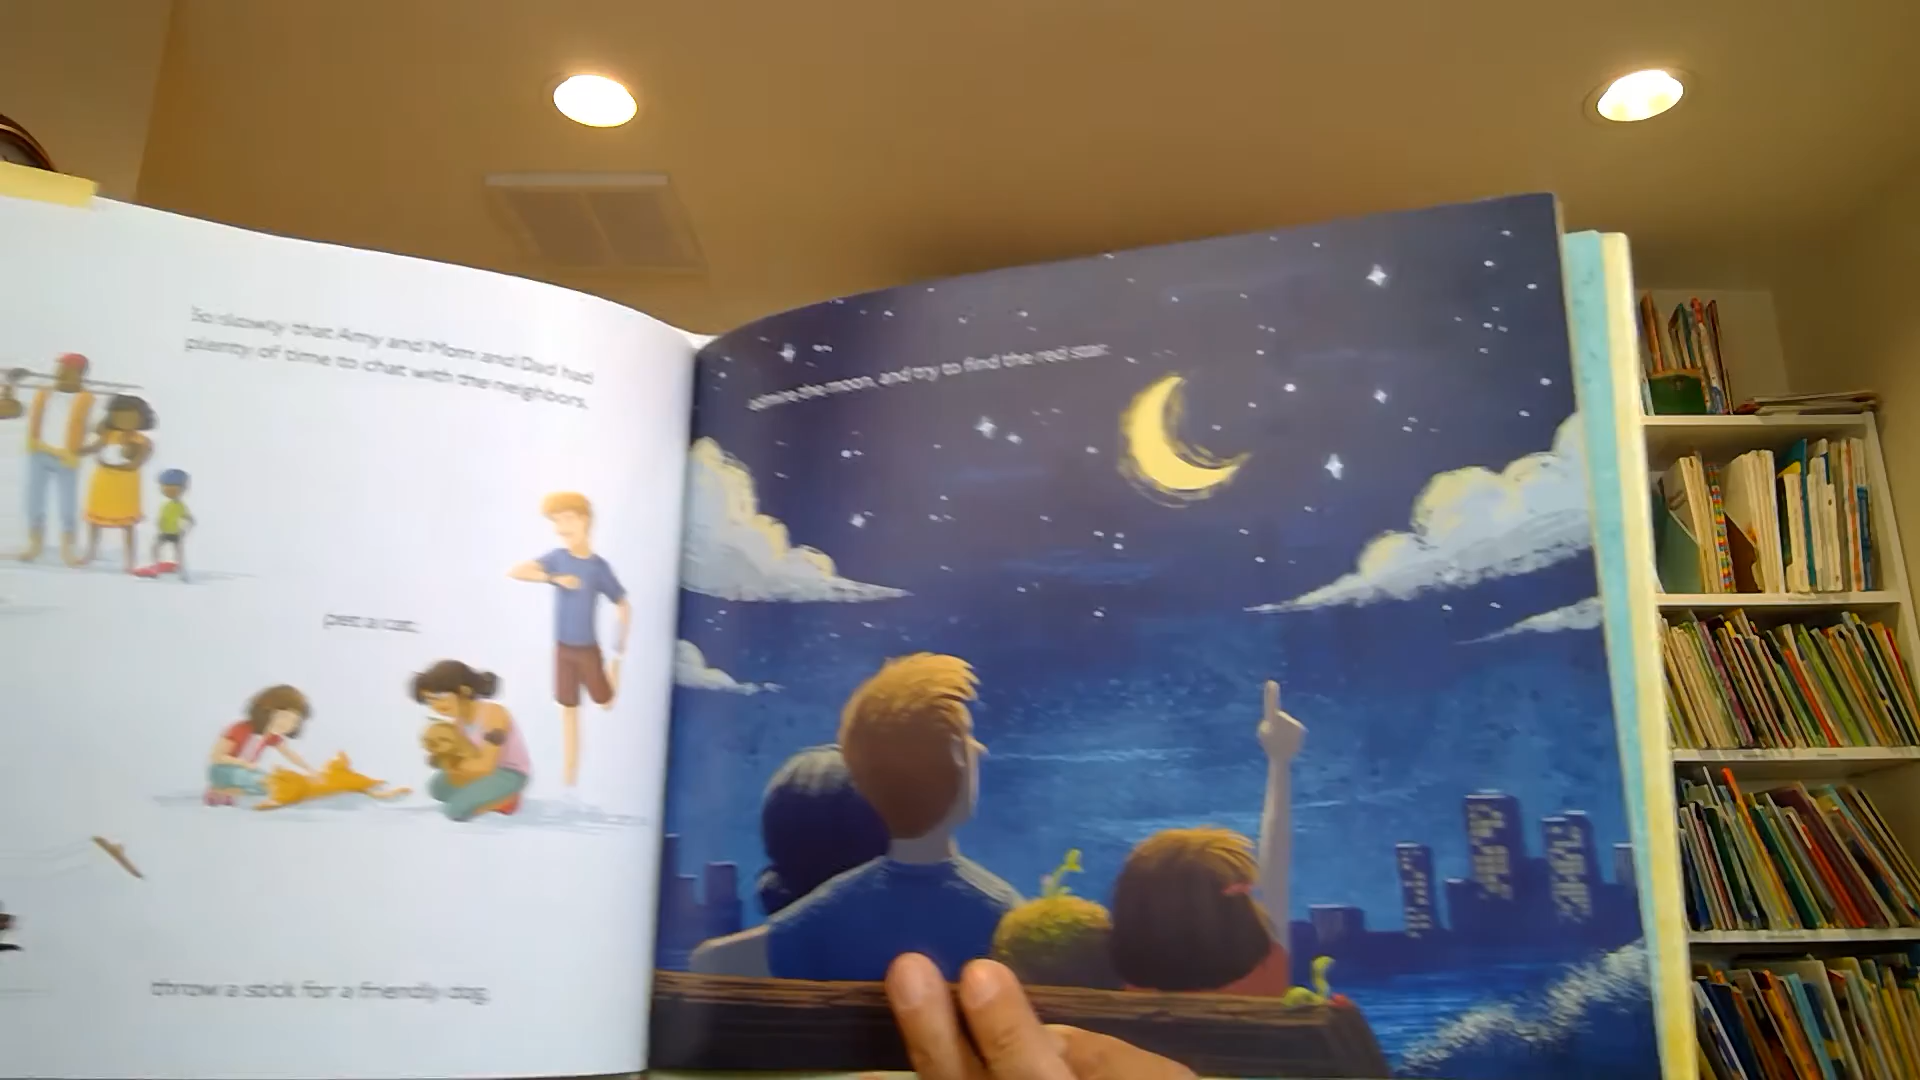 So slowly that Amy and Mom and Dad had
plenty of time to chat with the neighbors,
pet a cat,
throw a stick for a friendly dog,
admire the moon, and try to find the red star.